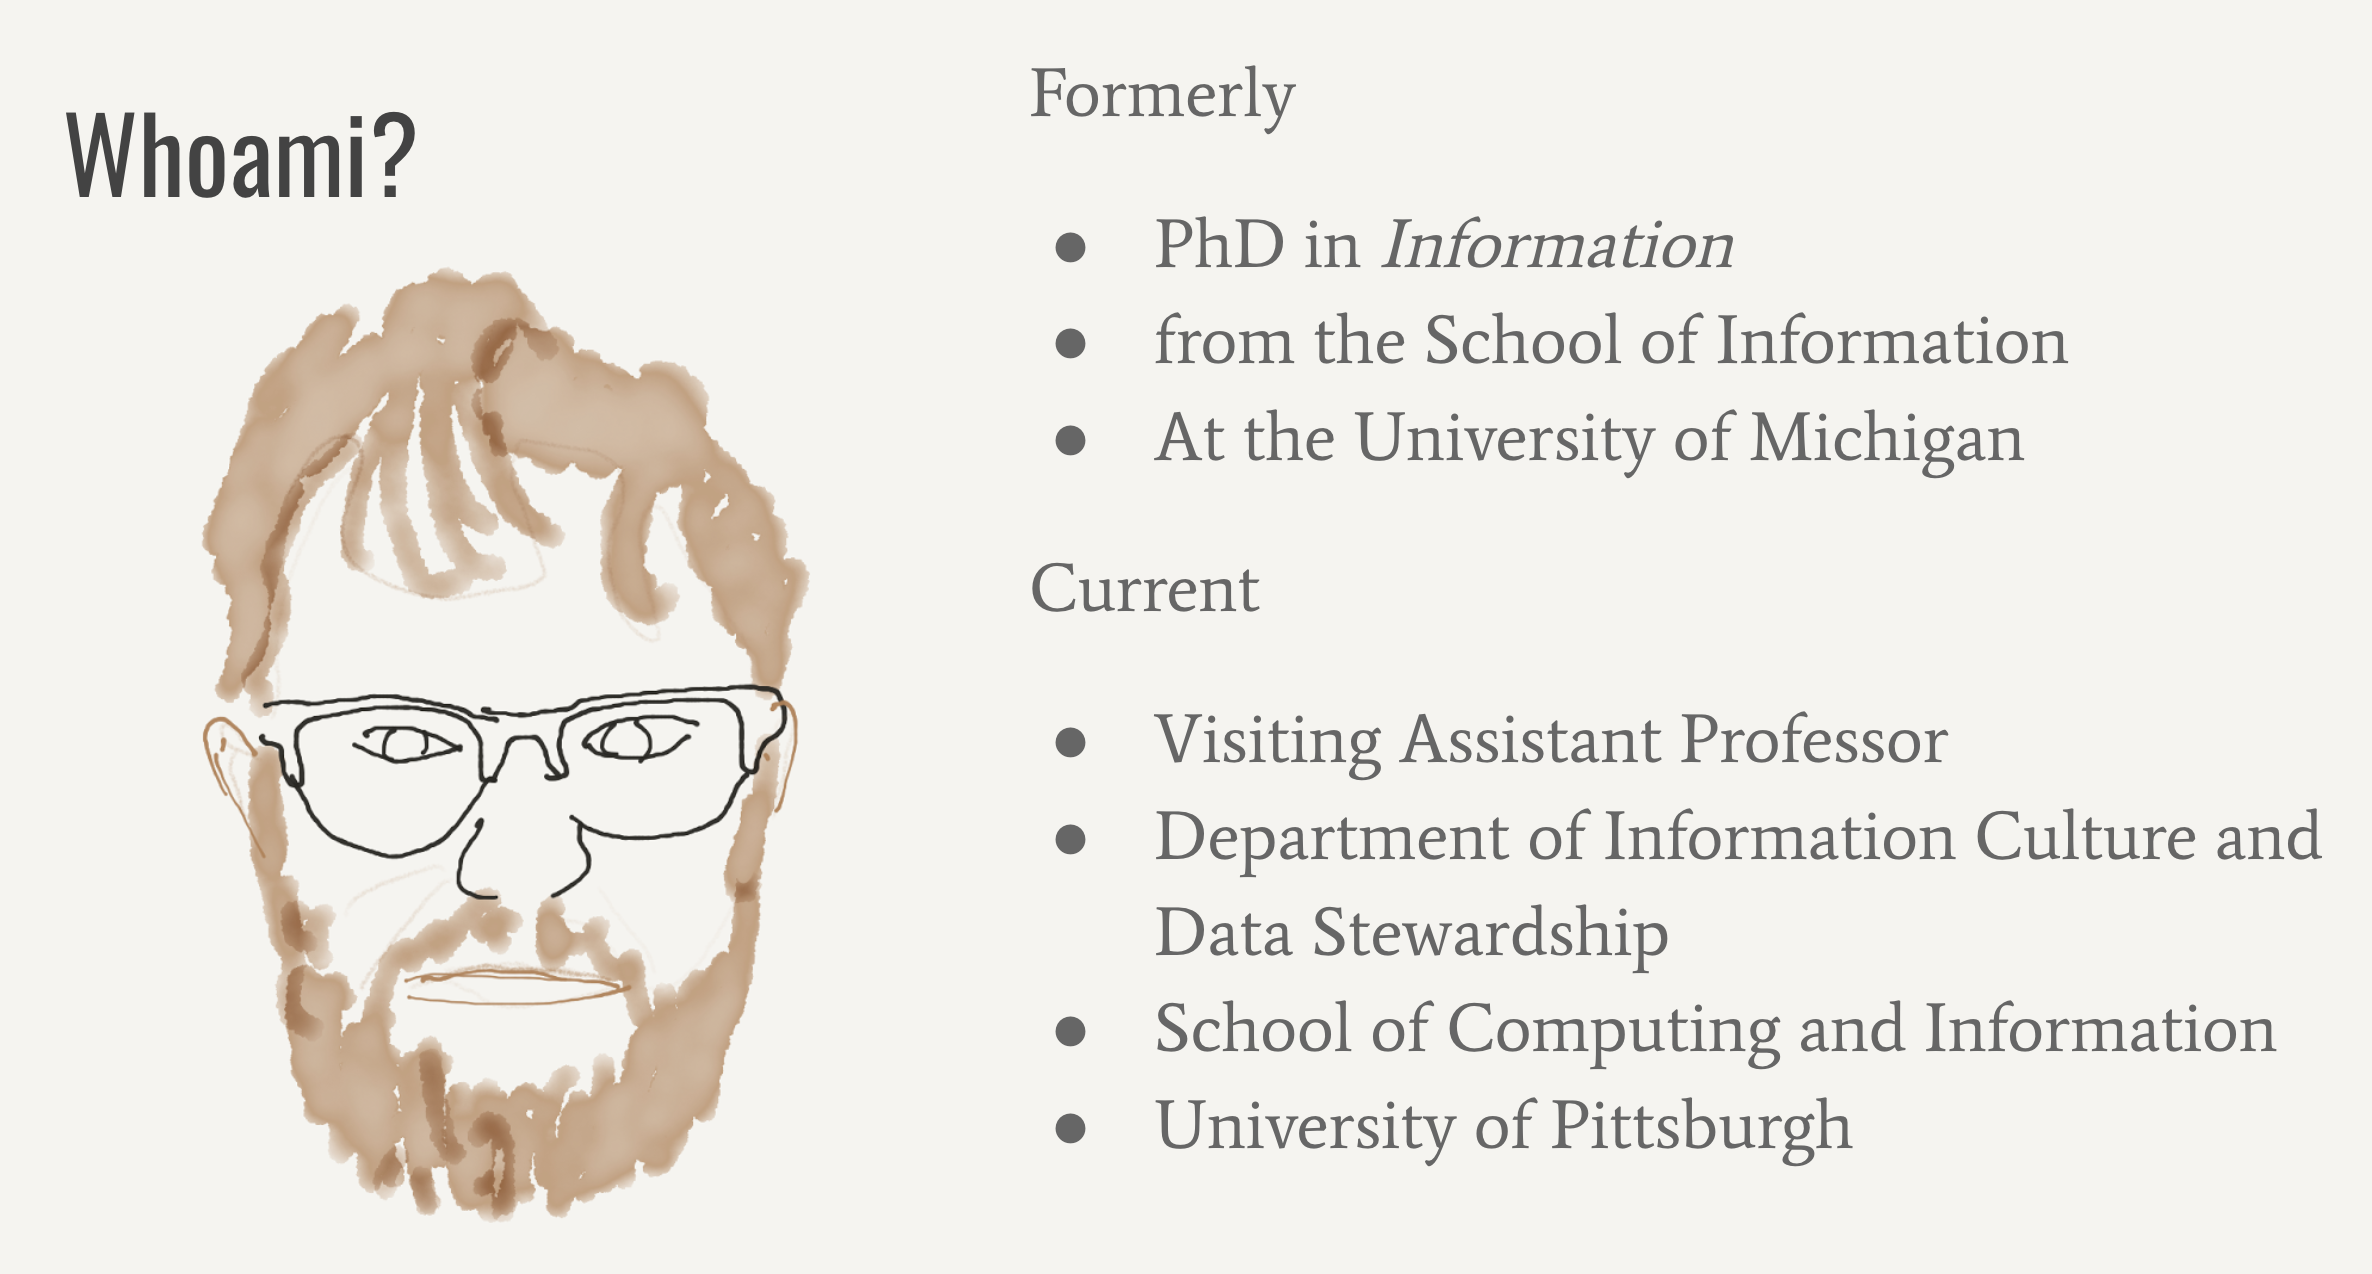 Whoami?
Formerly
● PhD in Information
● from the School of Information
● At the University of Michigan
Current
● Visiting Assistant Professor
● Department of Information Culture and
Data Stewardship
● School of Computing and Information
● University of Pittsburgh